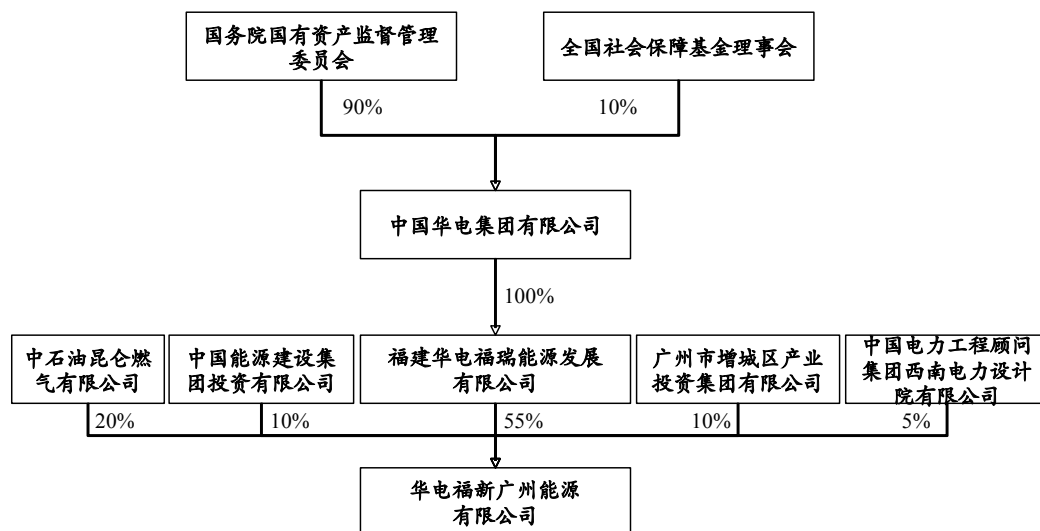 国务院国有资产监督管理
委员会
全国社会保障基金理事会
90%
10%
中国华电集团有限公司
100%
中石油昆仑燃
气有限公司
中国能源建设集
团投资有限公司
福建华电福瑞能源发展
有限公司
广州市增城区产业
投资集团有限公司
中国电力工程顾问
集团西南电力设计
院有限公司
20%
10%
55%
10%
5%
华电福新广州能源
有限公司